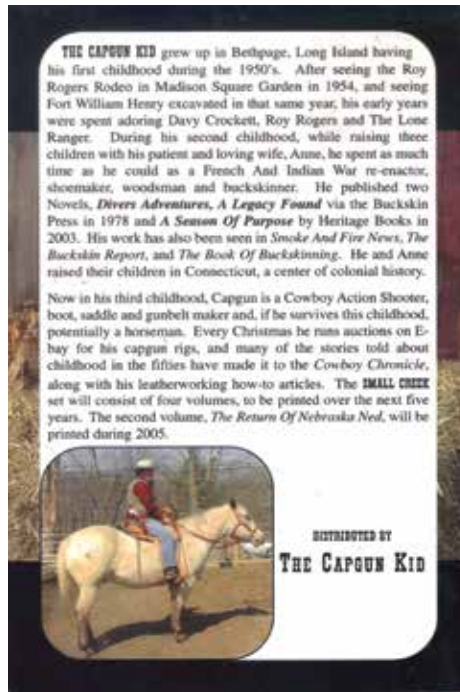 THE CAPGUN KID grew up in Bethpage, Long Island having
his first childhood during the 1950's. After seeing the Roy
Rogers Rodeo in Madison Square Garden in 1954, and seeing
Fort William Henry excavated in that same year, his early years
were spent adoring Davy Crockett, Roy Rogers and The Lone
Ranger. During his second childhood, while raising three
children with his patient and loving wife, Anne, he spent as much
time as he could as a French And Indian War re-enactor,
shoemaker, woodsman and buckskinner. He published two
Novels, Divers Adventures, A Legacy Found via the Buckskin
Press in 1978 and A Season Of Purpose by Heritage Books in
2003. His work has also been seen in Smoke And Fire News, The
Buckskin Report, and The Book Of Buckskinning. He and Anne
raised their children in Connecticut, a center of colonial history.
Now in his third childhood, Capgun is a Cowboy Action Shooter,
boot, saddle and gunbelt maker and, if he survives this childhood,
potentially a horseman. Every Christmas he runs auctions on E-
bay for his capgun rigs, and many of the stories told about
childhood in the fifties have made it to the Cowboy Chronicle,
along with his leatherworking how-to articles. The SMALL CREEK
set will consist of four volumes, to be printed over the next five
years. The second volume, The Return Of Nebraska Ned, will be
printed during 2005.
DISTRIBUTED BY
THE CAPGUN KID